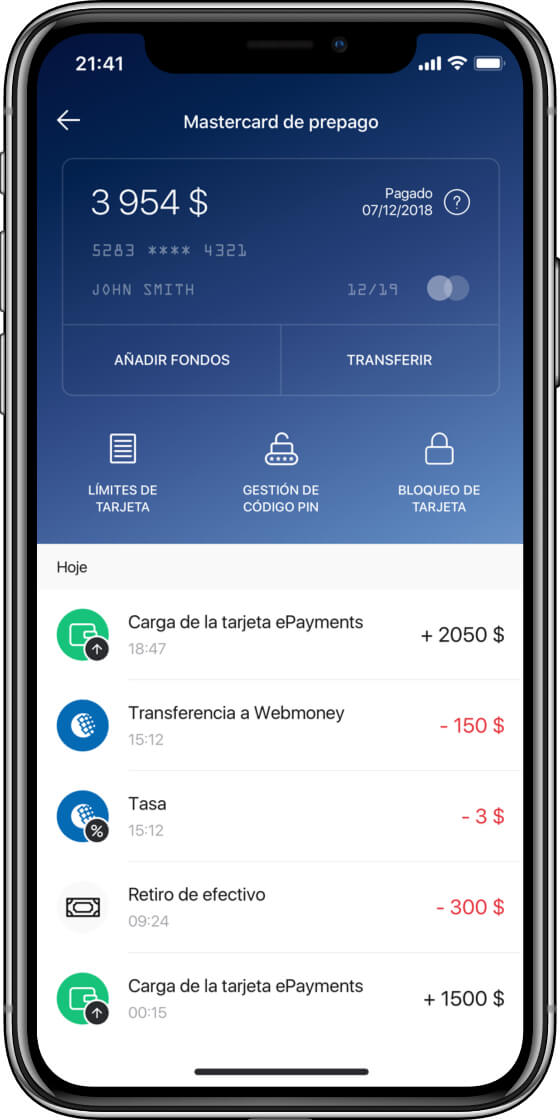 21:41
Mastercard de prepago
3 954 $
Pagado
07/12/2018
?
5283 **** 4321
JOHN SMITH 12/19
AÑADIR FONDOS TRANSFERIR
LÍMITES DE
TARJETA
GESTIÓN DE
CÓDIGO PIN
BLOQUEO DE
TARJETA
Hoje
Carga de la tarjeta ePayments
18:47
+ 2050 $
Transferencia a Webmoney
15:12
- 150 $
Tasa
15:12
- 3 $
%
Retiro de efectivo
09:24
- 300 $
Carga de la tarjeta ePayments
00:15
+ 1500 $